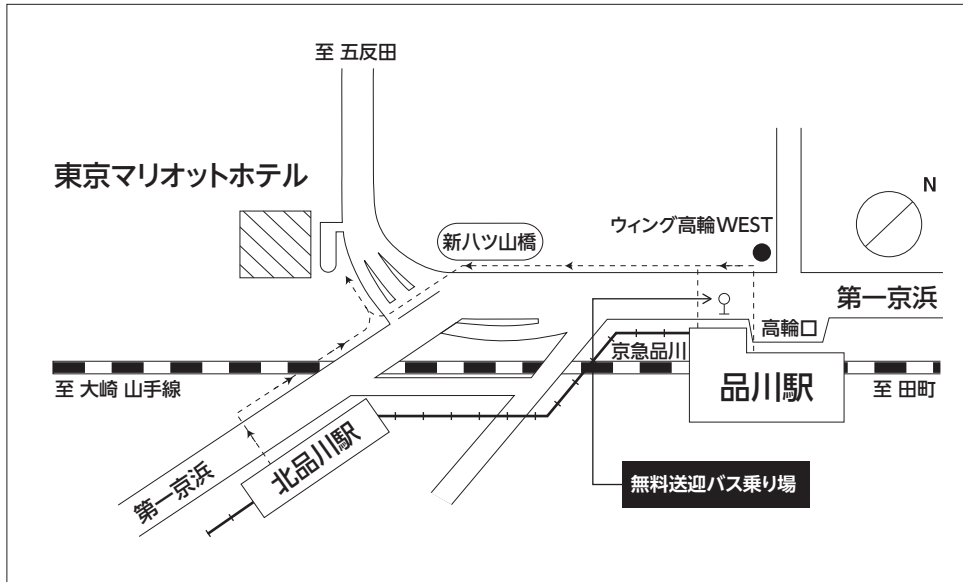 至 五反田
東京マリオットホテル
新八ツ山橋
ウィング高輪WEST
N
第一京浜
高輪口
京急品川
品川駅
至 大崎 山手線
至 田町
北品川駅
第一京浜
無料送迎バス乗り場